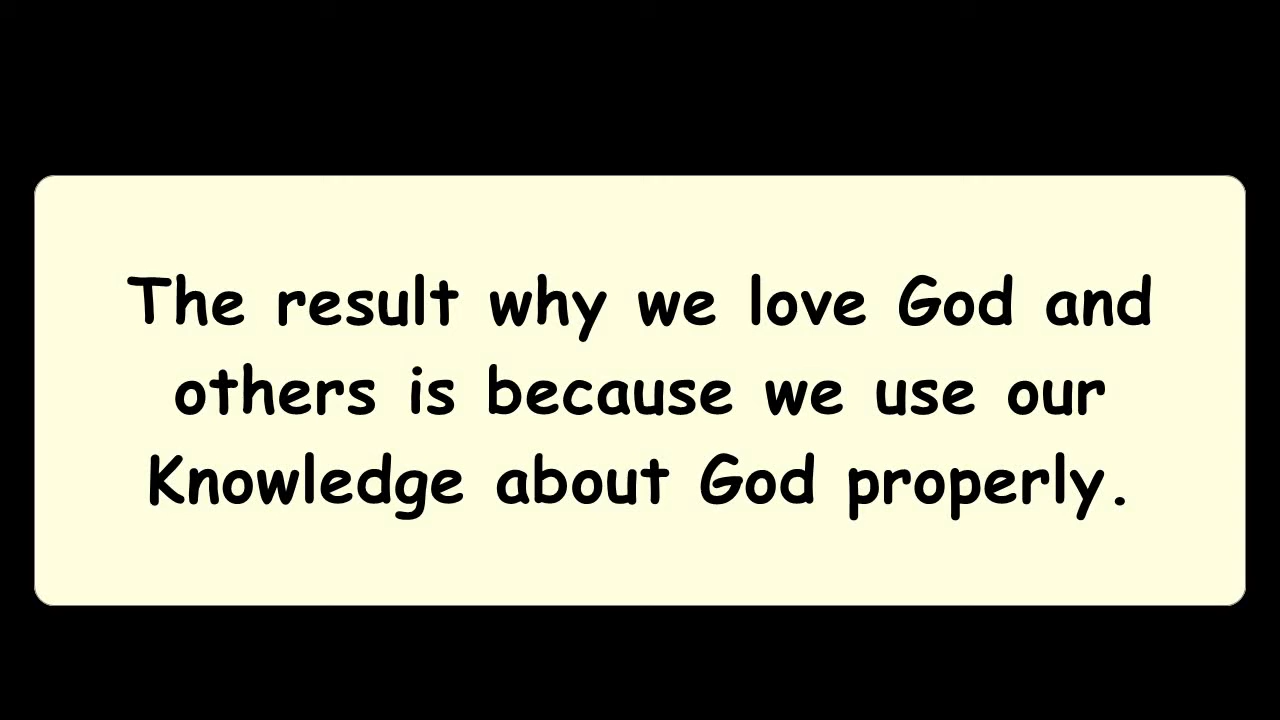 The result why we love God and
others is because we use our
Knowledge about God properly.